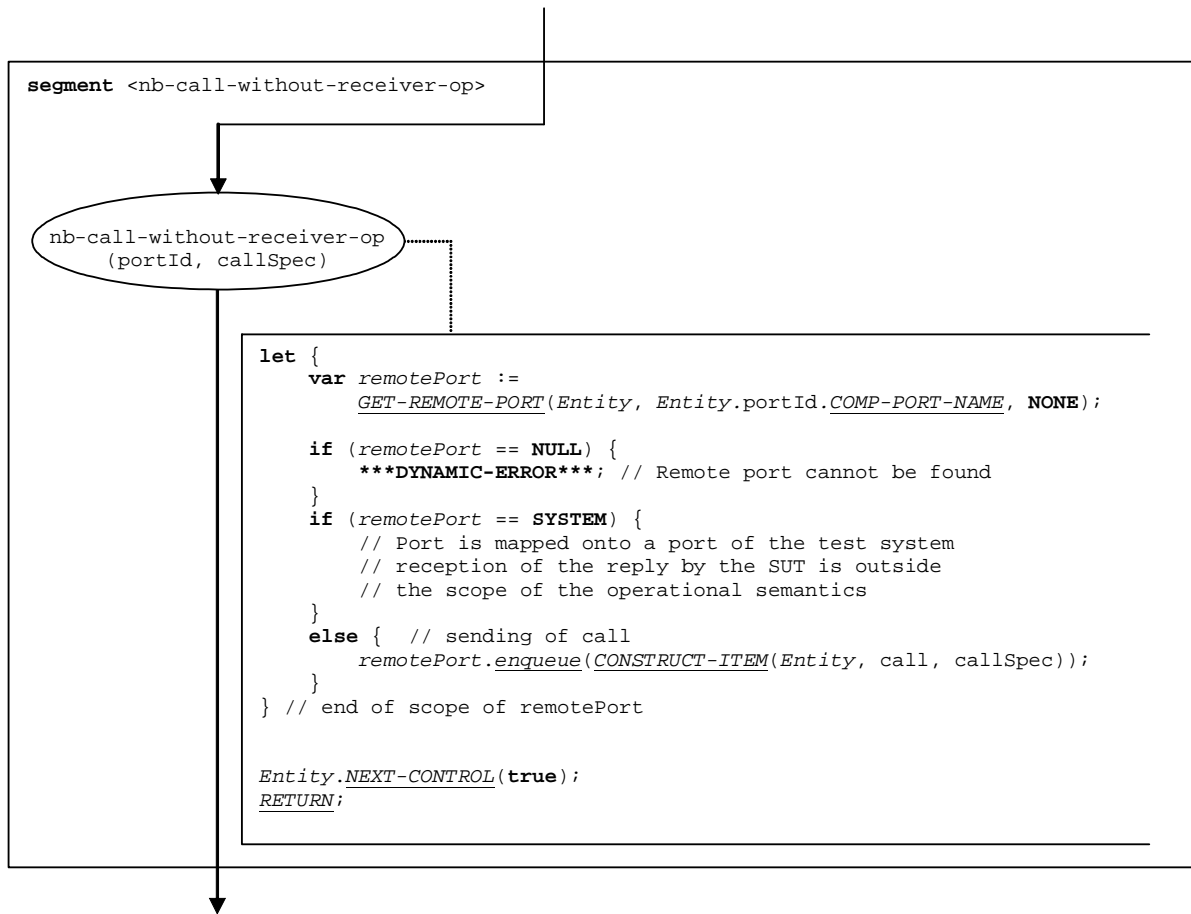 segment <nb-call-without-receiver-op>
nb-call-without-receiver-op
(portId, callSpec)
let {
var remotePort :=
GET-REMOTE-PORT(Entity, Entity.portId.COMP-PORT-NAME, NONE);
if (remotePort == NULL) {
***DYNAMIC-ERROR***; // Remote port cannot be found
}
if (remotePort == SYSTEM) {
// Port is mapped onto a port of the test system
// reception of the reply by the SUT is outside
// the scope of the operational semantics
}
else { // sending of call
remotePort.enqueue(CONSTRUCT-ITEM(Entity, call, callSpec));
}
} // end of scope of remotePort
Entity.NEXT-CONTROL(true);
RETURN;